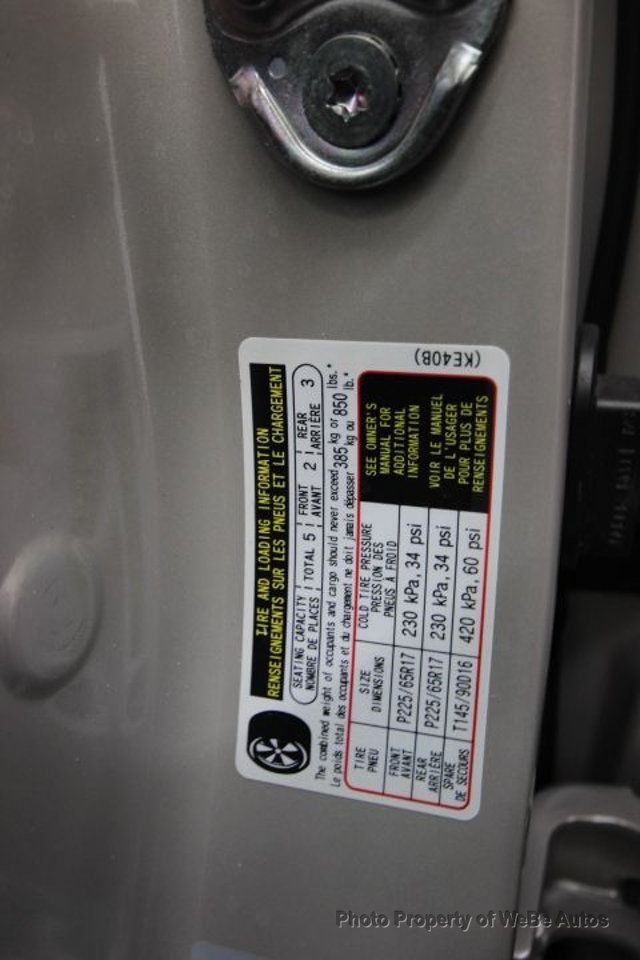 (KE40B)
TIRE AND LOADING INFORMATION
RENSEIGNEMENTS SUR LES PNEUS ET LE CHARGEMENT
SEATING CAPACITY TOTAL 5 FRONT 2 REAR 3
NOMBRE DE PLACES AVANT ARRIÈRE
The combined weight of occupants and cargo should never exceed 385 kg or 850 lbs.
Le poids total des occupants et du chargement ne doit jamais dépasser 385 kg ou 850 lb.
TIRE SIZE COLD TIRE PRESSURE
PNEU DIMENSIONS PRESSION DES
PNEUS A FROID
FRONT P225/65R17 230 kPa, 34 psi
AVANT
REAR P225/65R17 230 kPa, 34 psi
ARRIÈRE
SPARE T145/90D16 420 kPa, 60 psi
DE SECOURS
SEE OWNER'S
MANUAL FOR
ADDITIONAL
INFORMATION
VOIR LE MANUEL
DE L'USAGER
POUR PLUS DE
RENSEIGNEMENTS
Photo Property of WeBe Autos